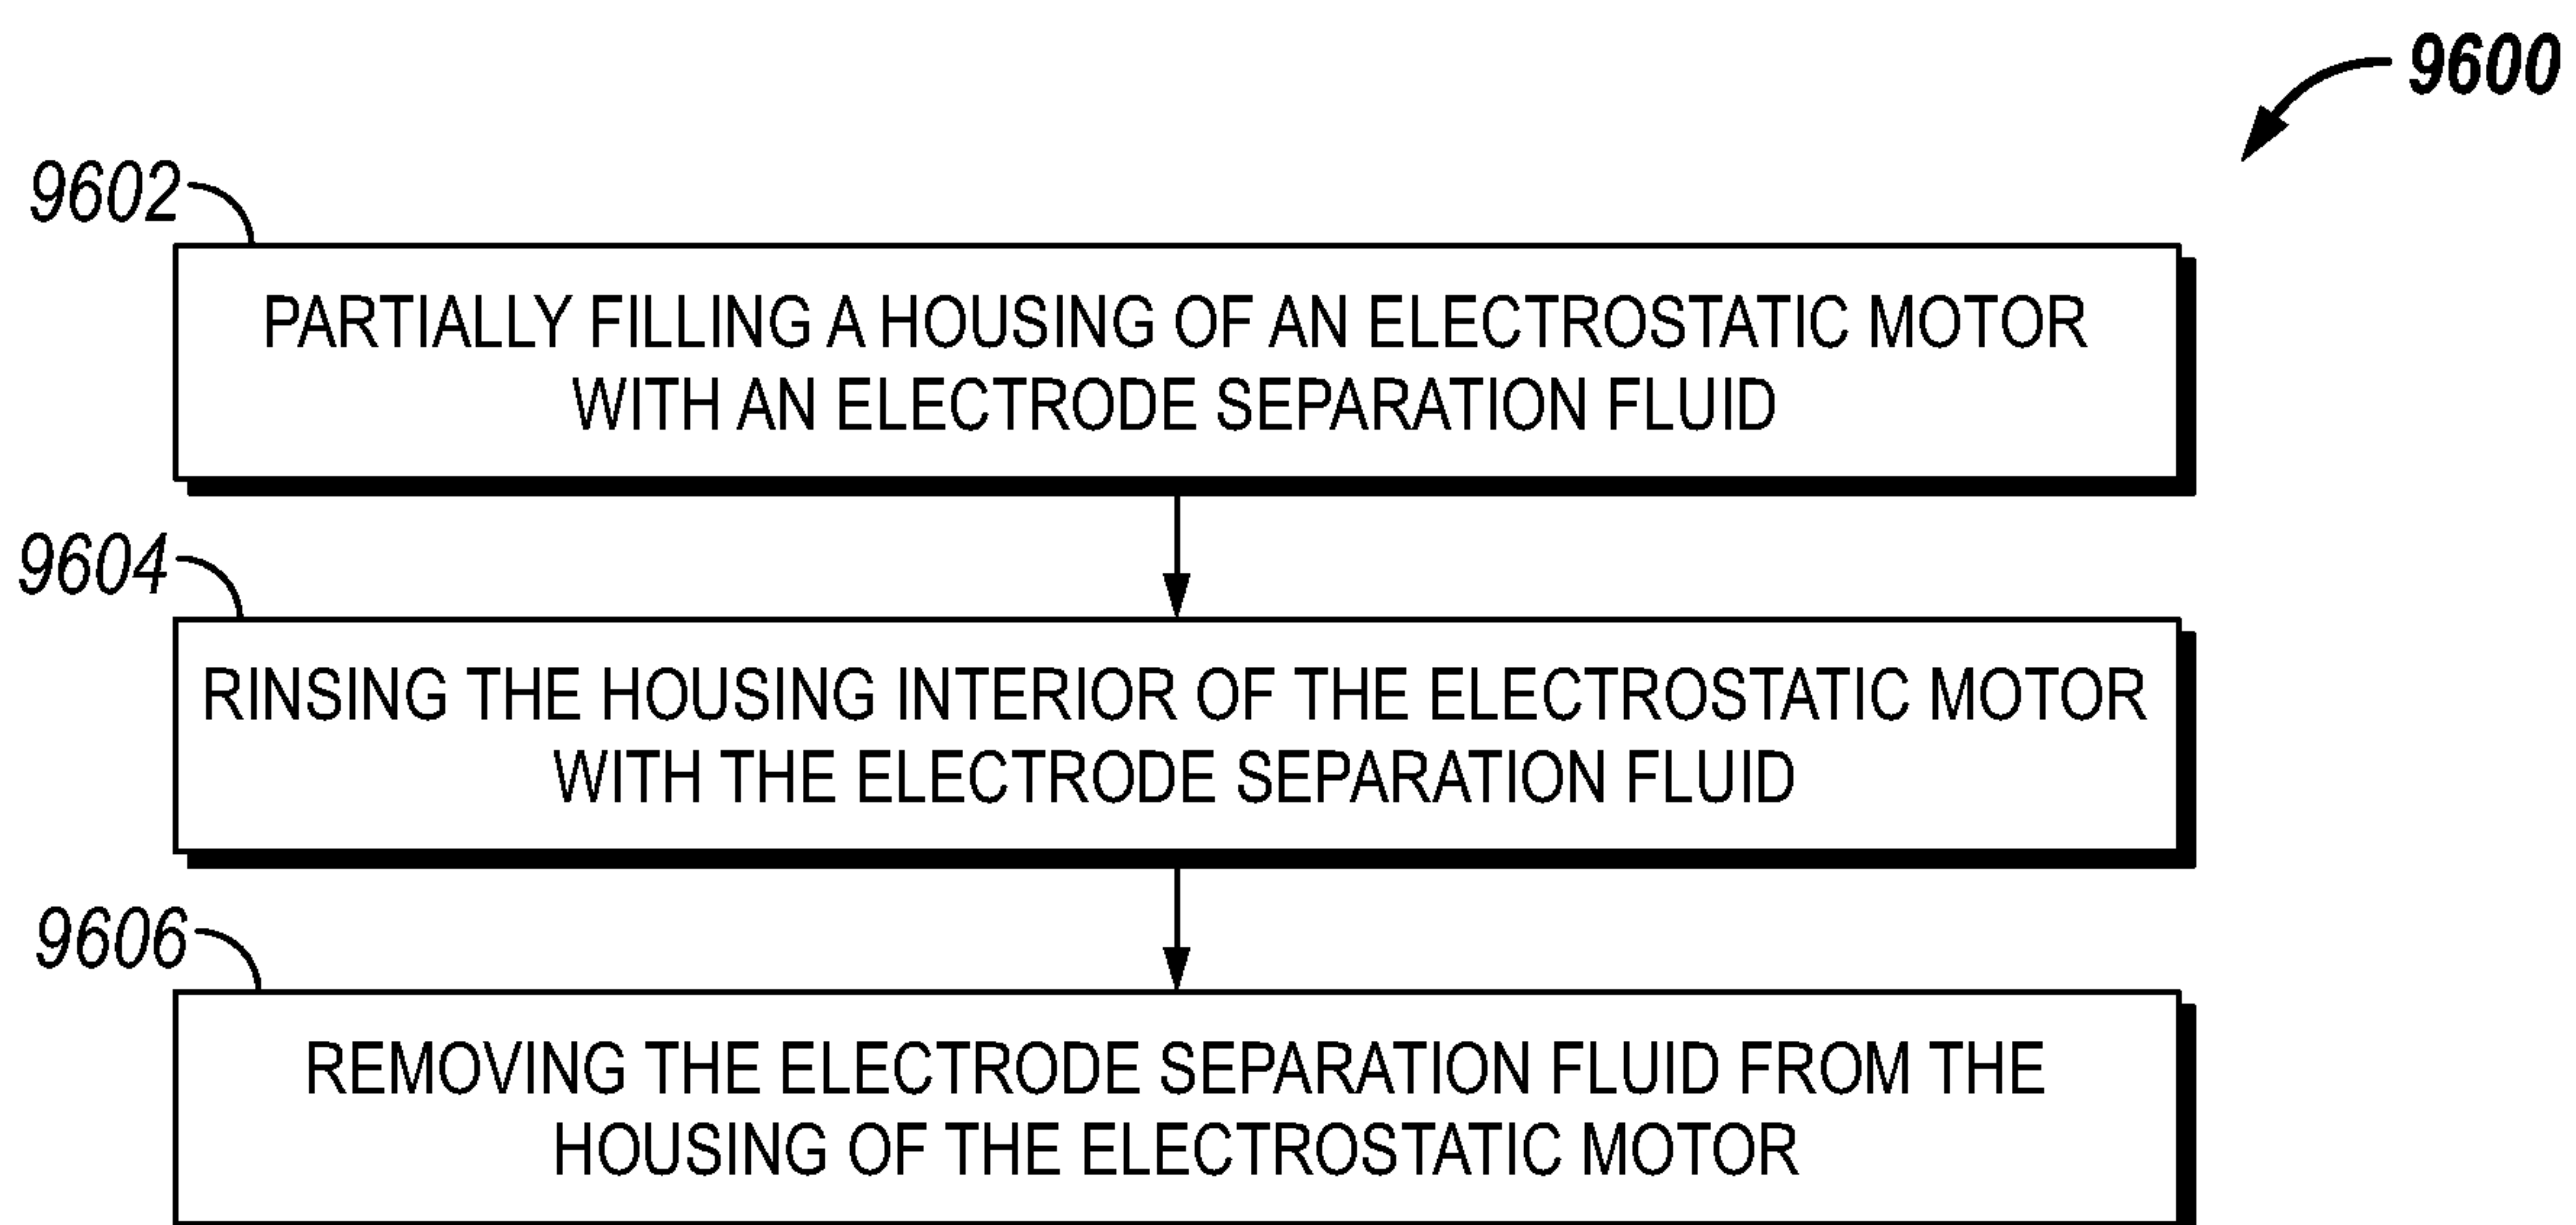 9600
9602
PARTIALLY FILLING A HOUSING OF AN ELECTROSTATIC MOTOR
WITH AN ELECTRODE SEPARATION FLUID
9604
RINSING THE HOUSING INTERIOR OF THE ELECTROSTATIC MOTOR
WITH THE ELECTRODE SEPARATION FLUID
9606
REMOVING THE ELECTRODE SEPARATION FLUID FROM THE
HOUSING OF THE ELECTROSTATIC MOTOR